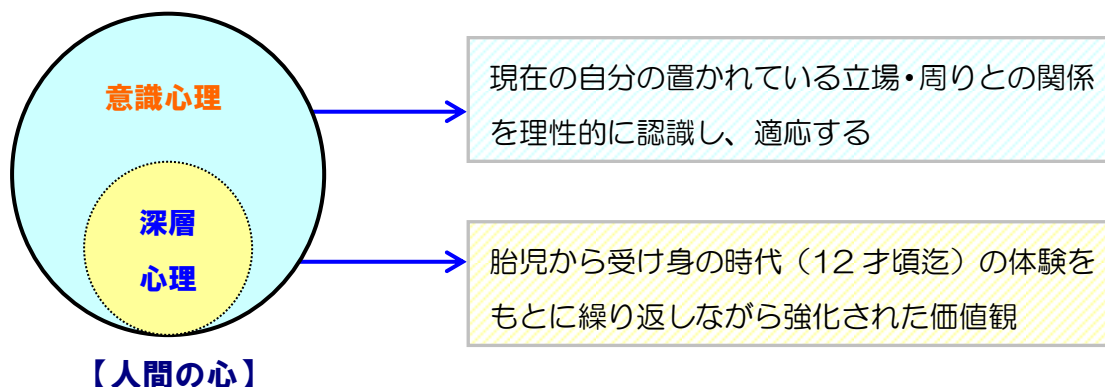 意識心理
現在の自分の置かれている立場・周りとの関係
を理性的に認識し、適応する
深層
心理
胎児から受け身の時代（12才頃迄）の体験を
もとに繰り返しながら強化された価値観
【人間の心】